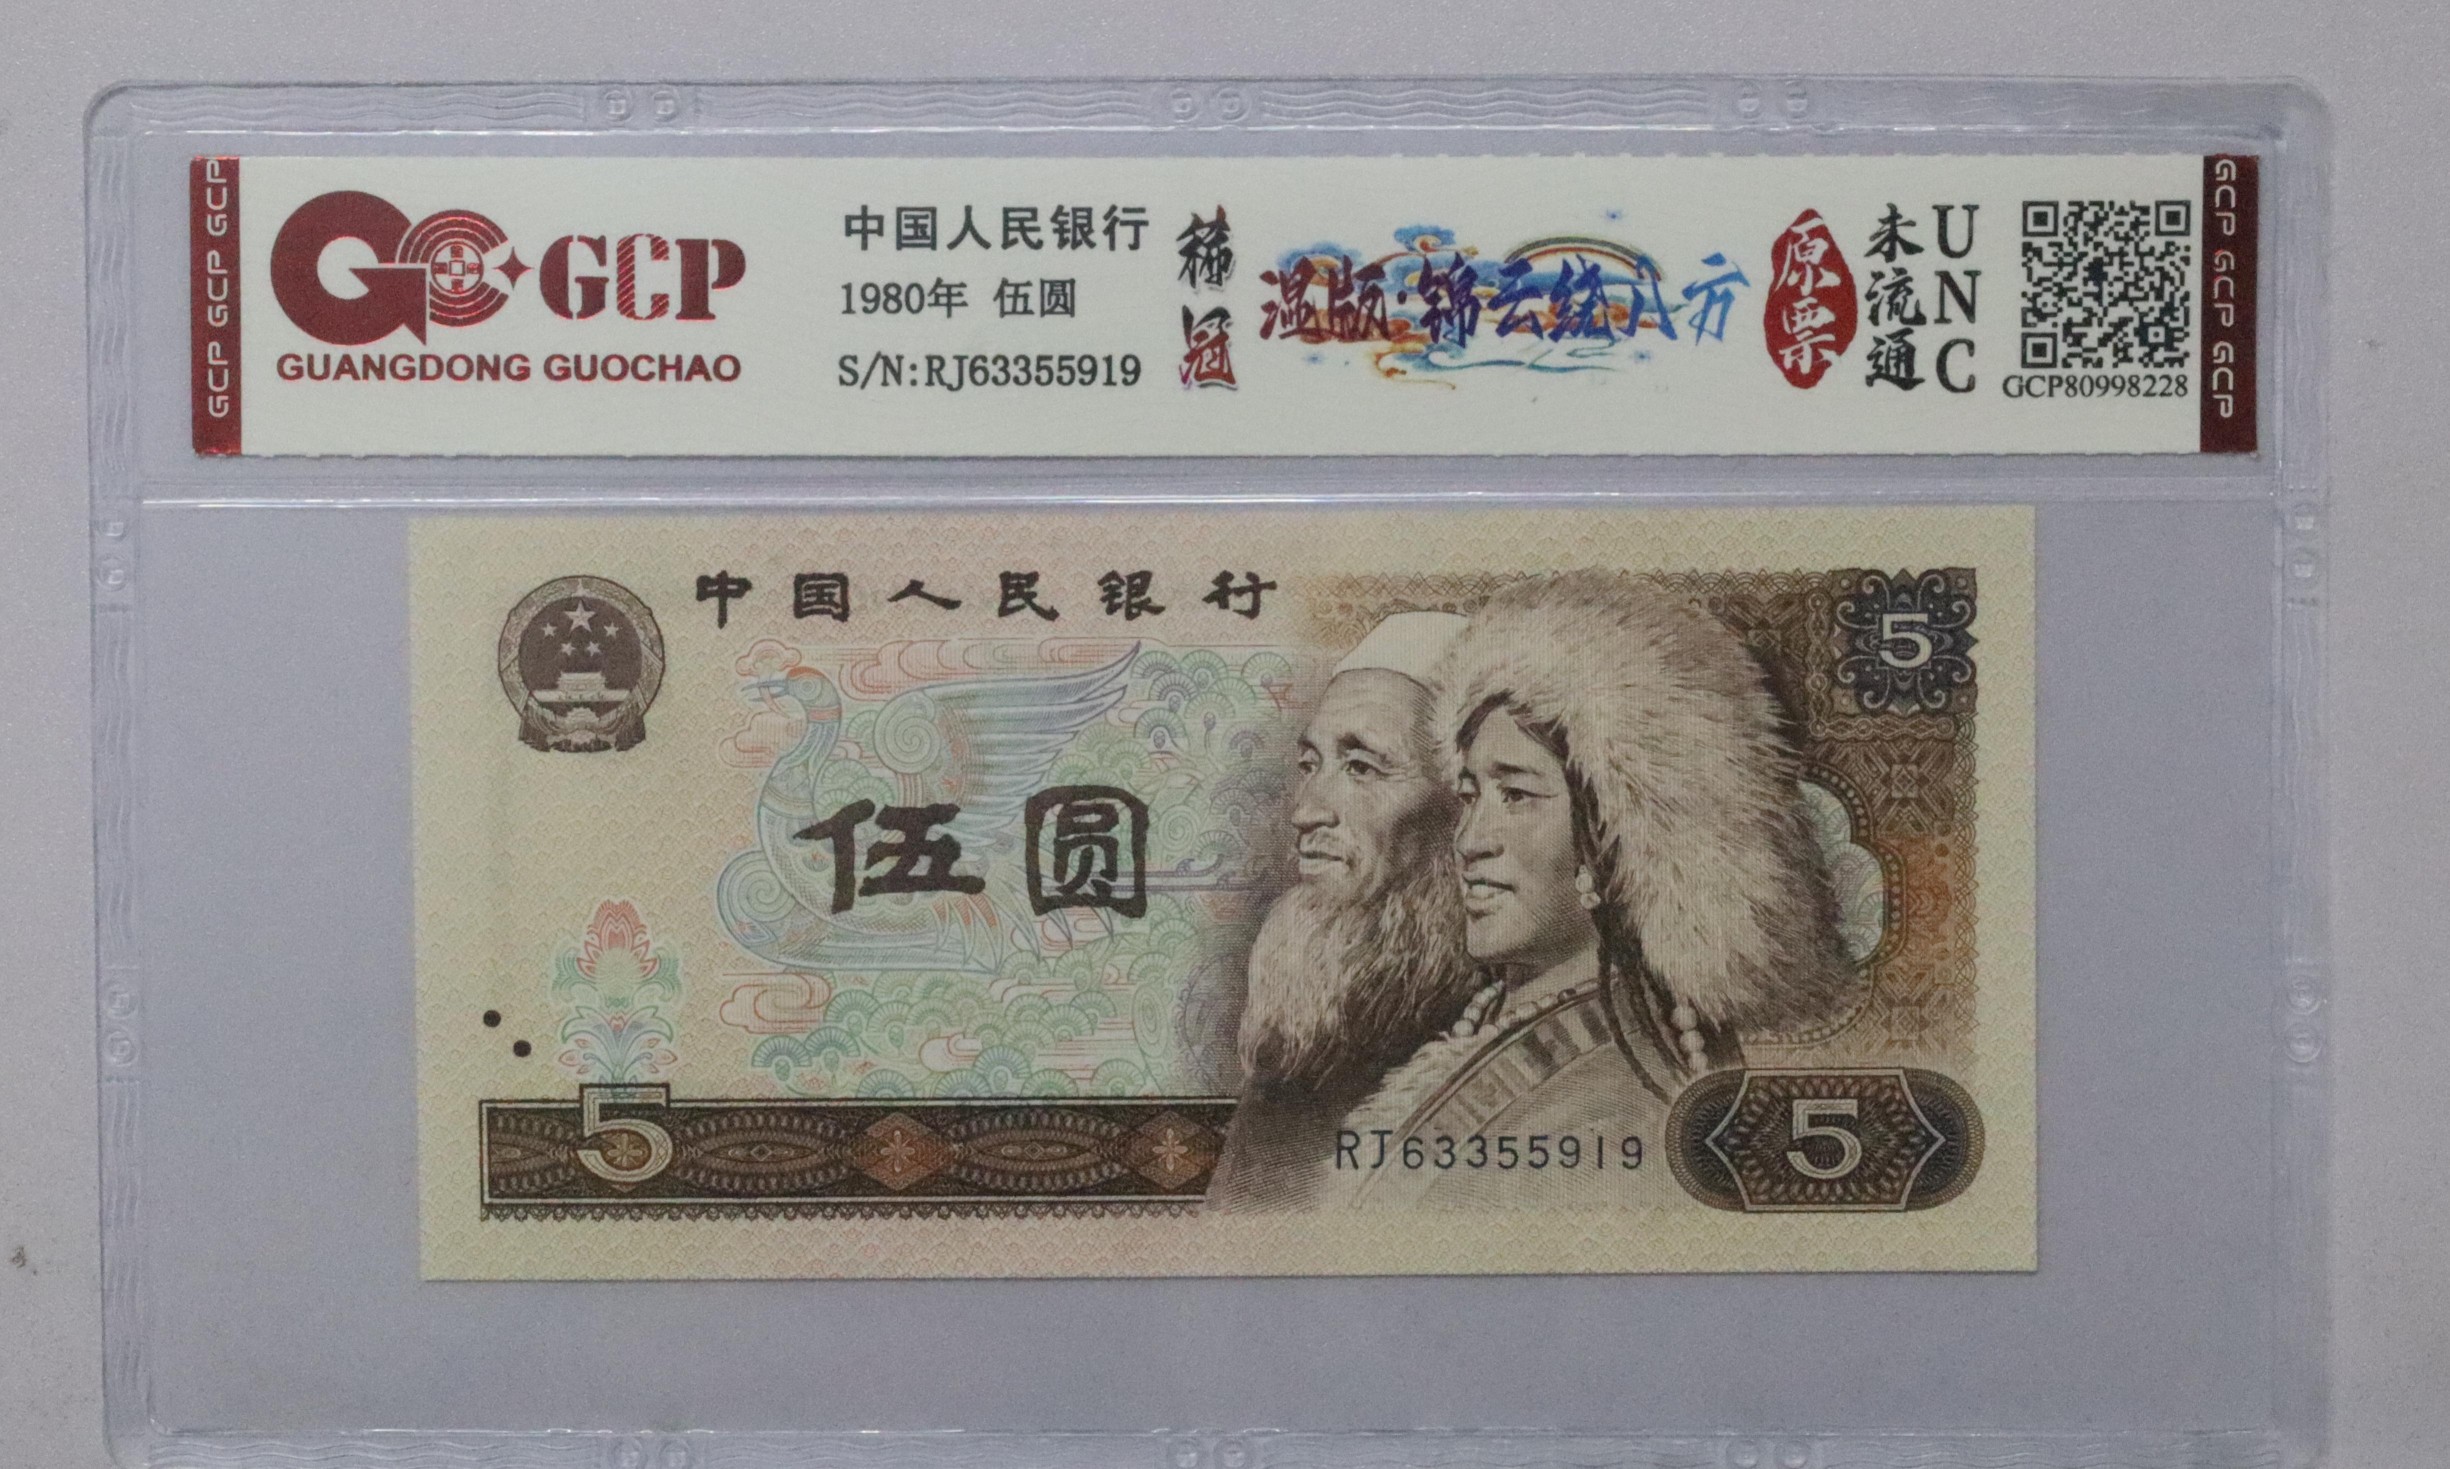 GCP GCP GCP
GCP
GUANGDONG GUOCHAO
中国人民银行
1980年 伍圆
S/N:RJ63355919
稀冠
湿版·锦云绕八方
原票
未流通
UNC
GCP80998228
GCP GCP GCP
中国人民银行
5
伍圆
5
RJ63355919
5